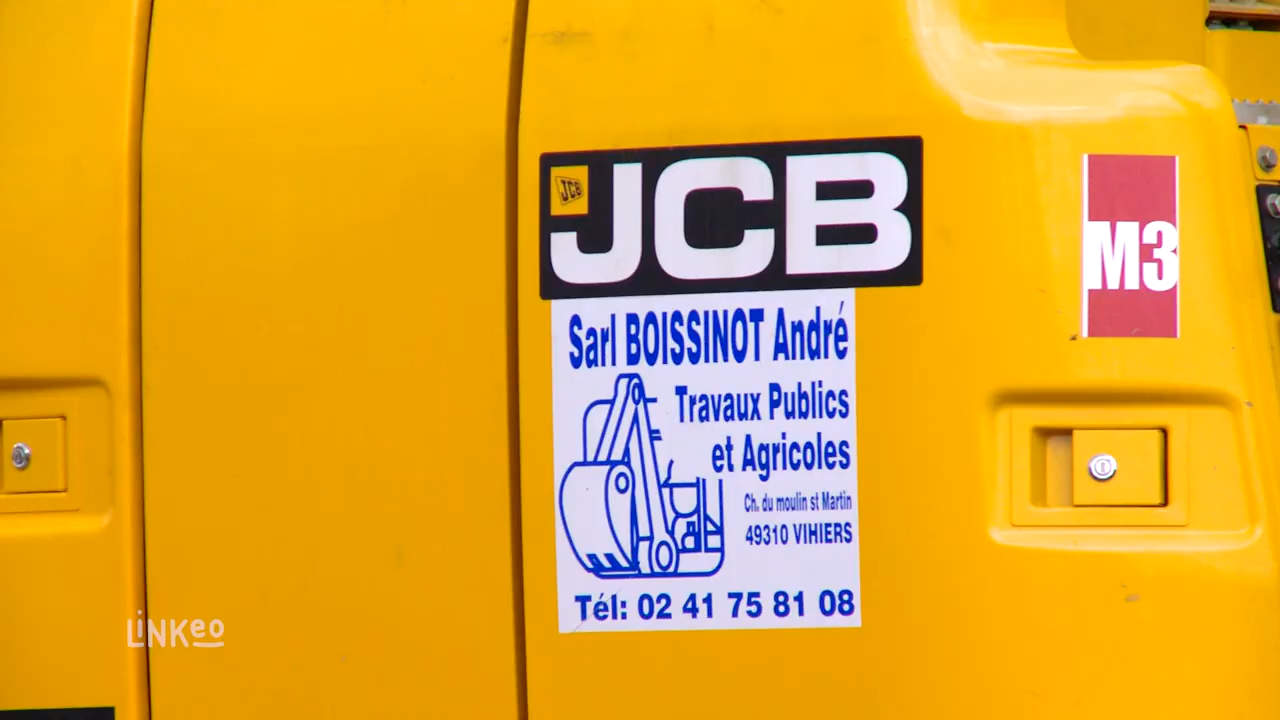 JCB
JCB
M3
Sarl BOISSINOT André
Travaux Publics
et Agricoles
Ch. du moulin st Martin
49310 VIHIERS
Tél: 02 41 75 81 08
LiNKeo